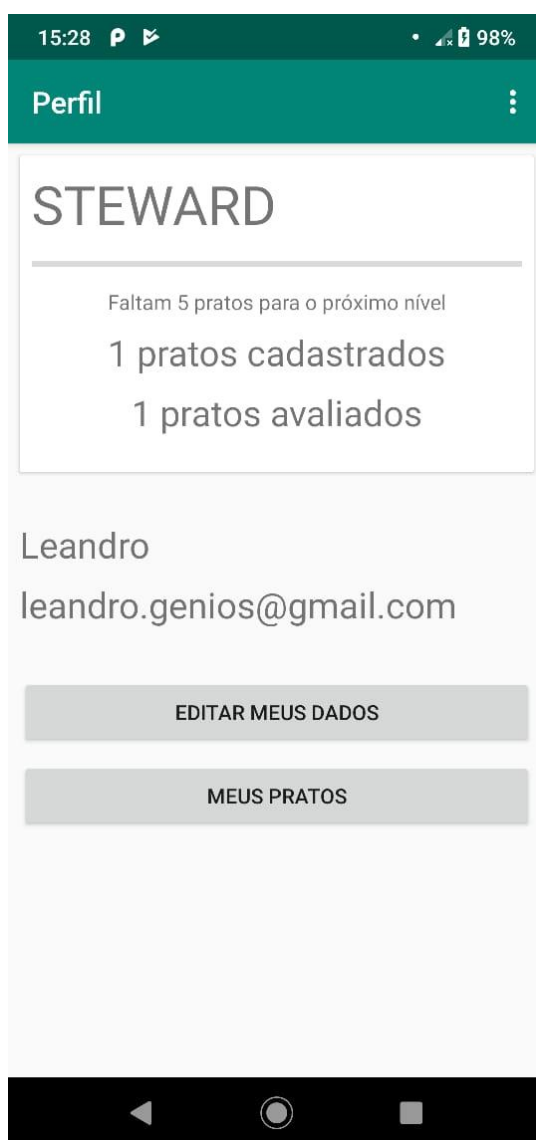 15:28
98%
Perfil
STEWARD
Faltam 5 pratos para o próximo nível
1 pratos cadastrados
1 pratos avaliados
Leandro
leandro.genios@gmail.com
EDITAR MEUS DADOS
MEUS PRATOS